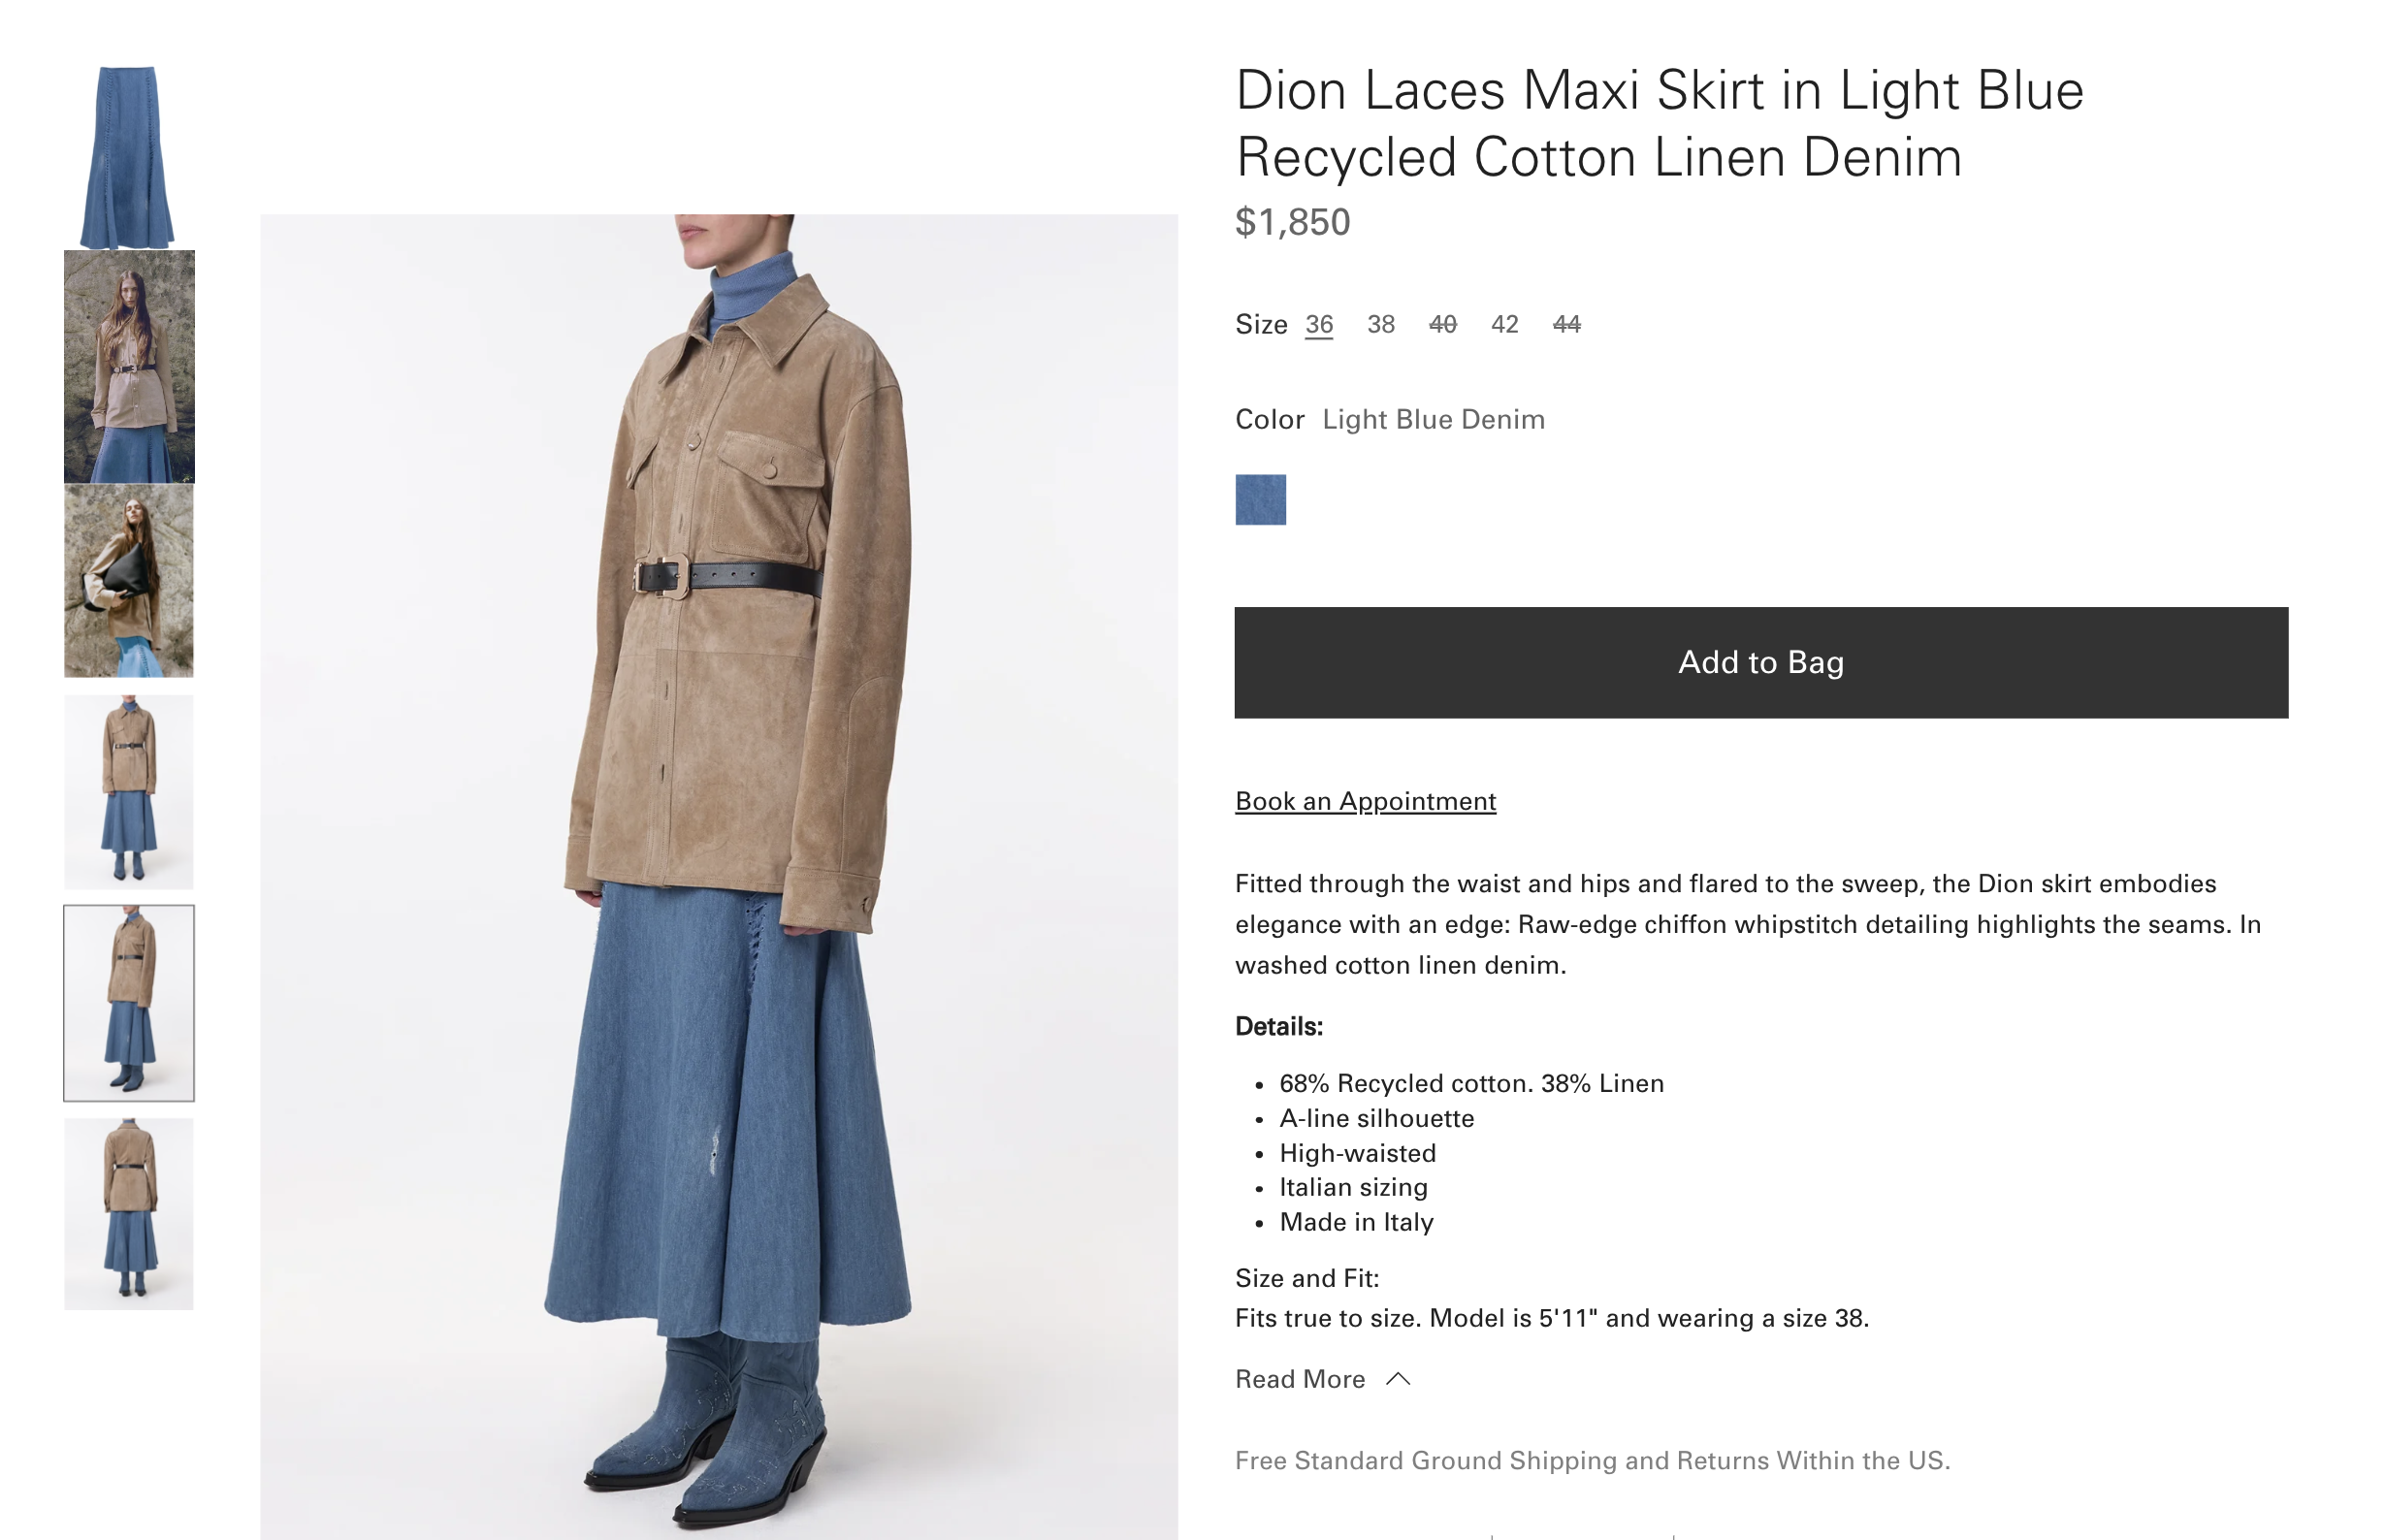 Dion Laces Maxi Skirt in Light Blue
Recycled Cotton Linen Denim
$1,850
Size 36 38 40 42 44
Color Light Blue Denim
Add to Bag
Book an Appointment
Fitted through the waist and hips and flared to the sweep, the Dion skirt embodies
elegance with an edge: Raw-edge chiffon whipstitch detailing highlights the seams. In
washed cotton linen denim.
Details:
• 68% Recycled cotton. 38% Linen
• A-line silhouette
• High-waisted
• Italian sizing
• Made in Italy
Size and Fit:
Fits true to size. Model is 5'11" and wearing a size 38.
Read More
Free Standard Ground Shipping and Returns Within the US.